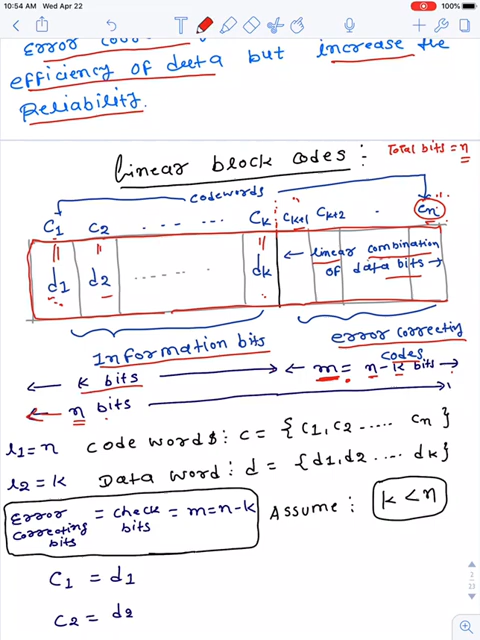 10:54 AM Wed Apr 22
100%
efficiency of data but increase the
Reliability.
linear block codes:
Total bits = n
codewords
C1 C2 ..... ... Ck Ck+1 Ck+2 . Cn
d1 d2 ....... dk
← linear combination
of data bits →
Information bits
error correcting
codes
← k bits → ← m = n-k bits →
← n bits →
l1 = n code words: c = {c1, c2 ..... cn}
l2 = k Data word: d = {d1, d2 .... dk}
Error correcting bits = check bits = m = n-k
Assume: k < n
C1 = d1
C2 = d2
2
23